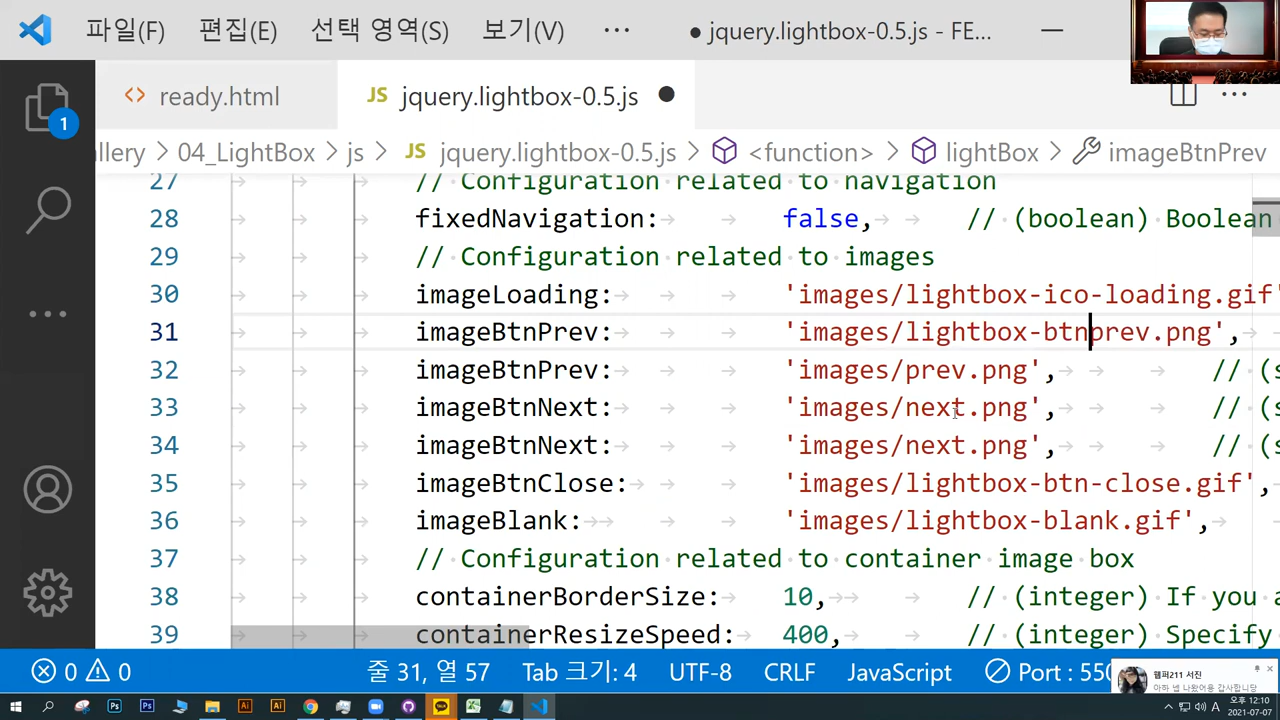 파일(F) 편집(E) 선택 영역(S) 보기(V) ··· ● jquery.lightbox-0.5.js - FE... —
<> ready.html JS jquery.lightbox-0.5.js ● ···
llery > 04_LightBox > js > JS jquery.lightbox-0.5.js > <function> > lightBox > imageBtnPrev
27 // Configuration related to navigation
28 fixedNavigation: false, // (boolean) Boolean
29 // Configuration related to images
30 imageLoading: 'images/lightbox-ico-loading.gif'
31 imageBtnPrev: 'images/lightbox-btnprev.png',
32 imageBtnPrev: 'images/prev.png', // (s
33 imageBtnNext: 'images/next.png', // (s
34 imageBtnNext: 'images/next.png', // (s
35 imageBtnClose: 'images/lightbox-btn-close.gif',
36 imageBlank: 'images/lightbox-blank.gif',
37 // Configuration related to container image box
38 containerBorderSize: 10, // (integer) If you a
39 containerResizeSpeed: 400, // (integer) Specify
1
0 0 줄 31, 열 57 Tab 크기: 4 UTF-8 CRLF JavaScript Port : 550
웹퍼211 서진
오후 12:10
2021-07-07